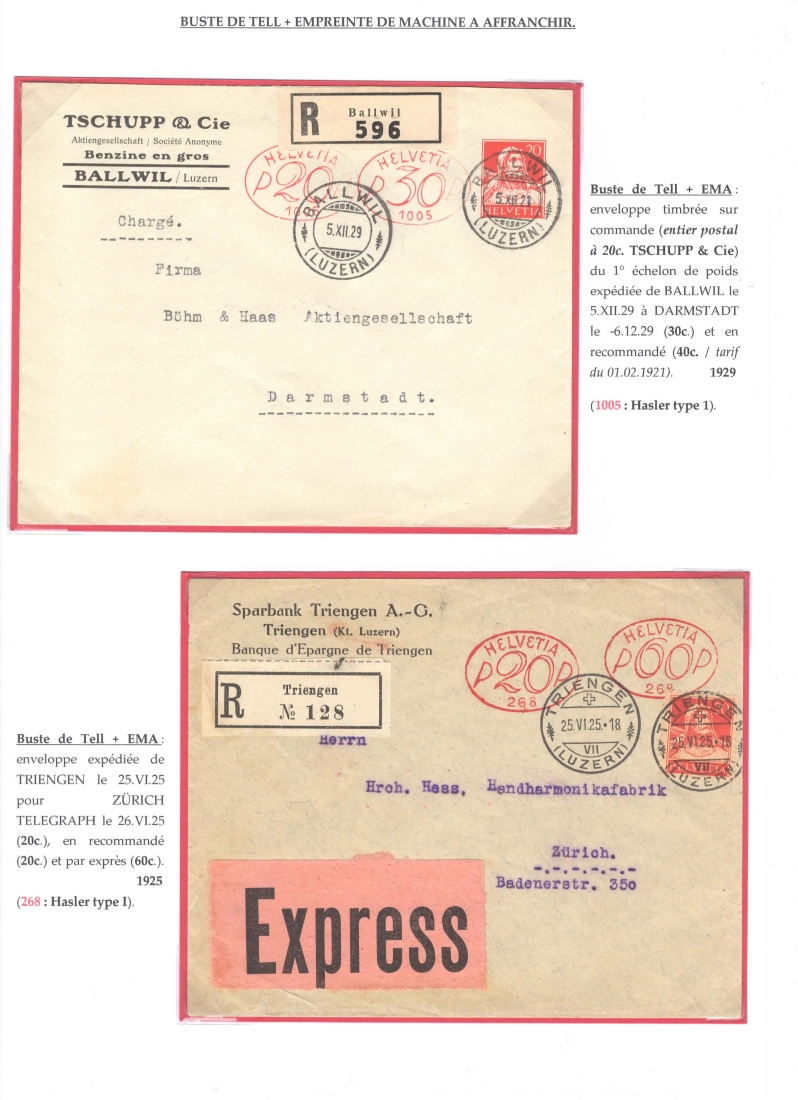 BUSTE DE TELL + EMPREINTE DE MACHINE A AFFRANCHIR.
TSCHUPP & Cie
Aktiengesellschaft / Société Anonyme
Benzine en gros
BALLWIL / Luzern
R Ballwil
596
HELVETIA
P20
100
HELVETIA
P30
1005
BALLWIL
5.XII.29
(LUZERN)
20
HELVETIA
BALLWIL
5.XII.29
(LUZERN)
Chargé.
Firma
Böhm & Haas Aktiengesellschaft
Darmstadt.
Buste de Tell + EMA :
enveloppe timbrée sur
commande (entier postal
à 20c. TSCHUPP & Cie)
du 1° échelon de poids
expédiée de BALLWIL le
5.XII.29 à DARMSTADT
le -6.12.29 (30c.) et en
recommandé (40c. / tarif
du 01.02.1921). 1929
(1005 : Hasler type 1).
Sparbank Triengen A.-G.
Triengen (Kt. Luzern)
Banque d'Epargne de Triengen
R Triengen
№ 128
HELVETIA
P20P
268
HELVETIA
P60P
268
TRIENGEN
25.VI.25.•18
VII
(LUZERN)
TRIENGEN
25.VI.25.•18
VII
(LUZERN)
Herrn
Hrch. Hess, Handharmonikafabrik
Zürich.
Badenerstr. 350
Express
Buste de Tell + EMA :
enveloppe expédiée de
TRIENGEN le 25.VI.25
pour ZÜRICH
TELEGRAPH le 26.VI.25
(20c.), en recommandé
(20c.) et par exprès (60c.).
1925
(268 : Hasler type I).